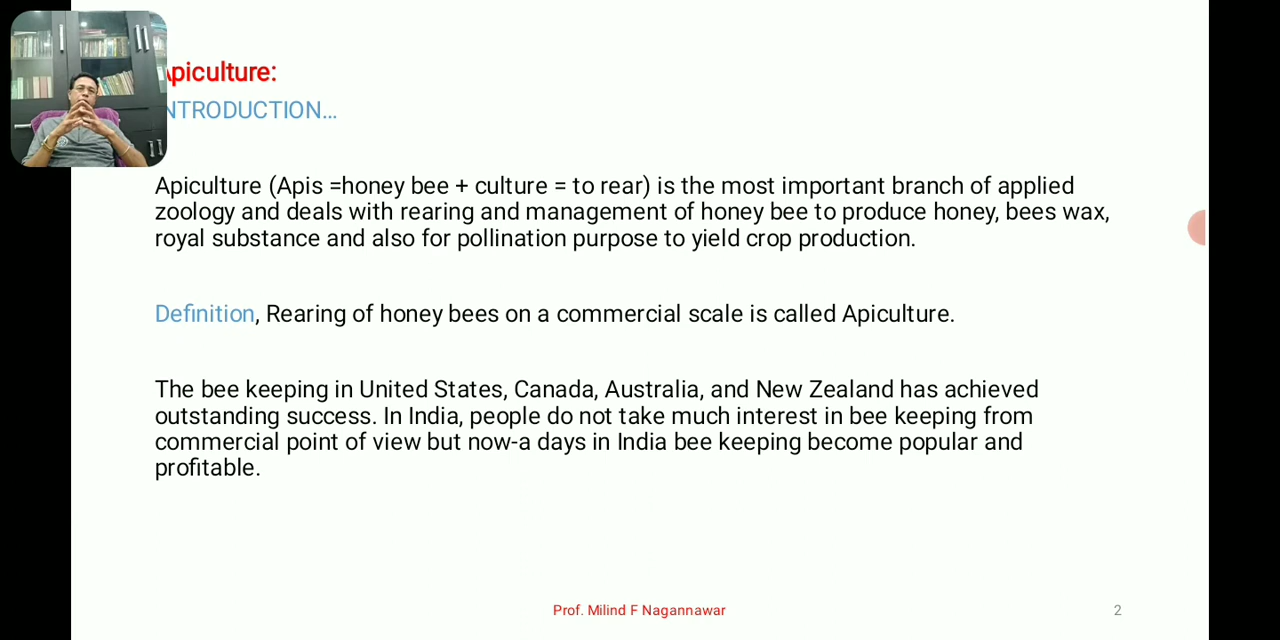 Apiculture:
INTRODUCTION...
Apiculture (Apis =honey bee + culture = to rear) is the most important branch of applied
zoology and deals with rearing and management of honey bee to produce honey, bees wax,
royal substance and also for pollination purpose to yield crop production.
Definition, Rearing of honey bees on a commercial scale is called Apiculture.
The bee keeping in United States, Canada, Australia, and New Zealand has achieved
outstanding success. In India, people do not take much interest in bee keeping from
commercial point of view but now-a days in India bee keeping become popular and
profitable.
Prof. Milind F Nagannawar
2